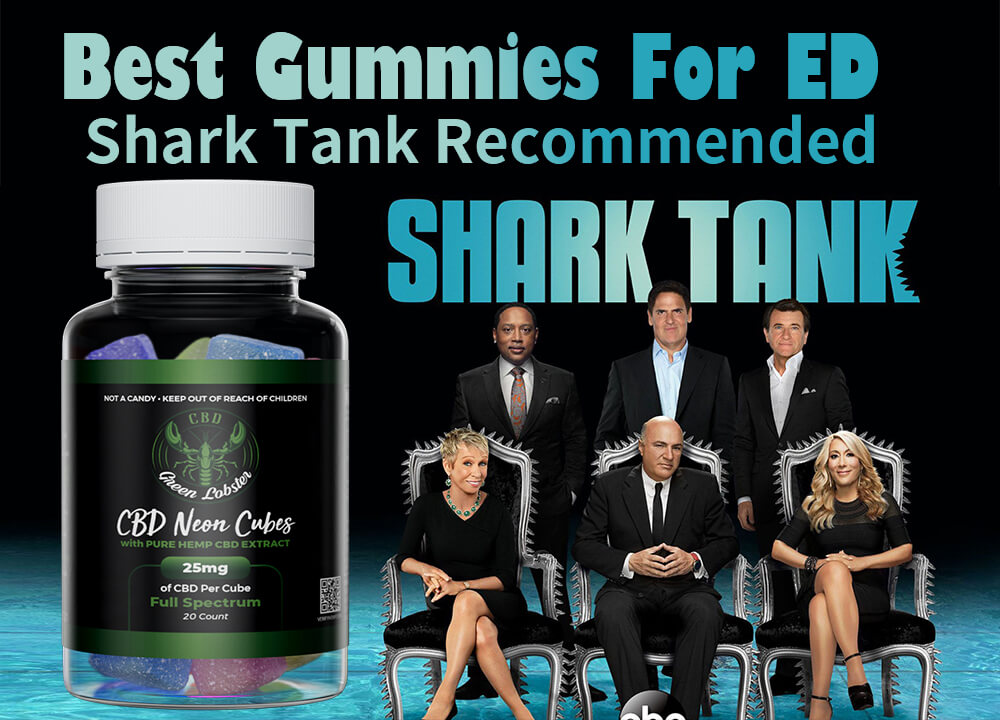 Best Gummies For ED
Shark Tank Recommended
SHARK TANK
NOT A CANDY • KEEP OUT OF REACH OF CHILDREN
CBD
Green Lobster
CBD Neon Cubes
with PURE HEMP CBD EXTRACT
25mg
of CBD Per Cube
Full Spectrum
20 Count
abc